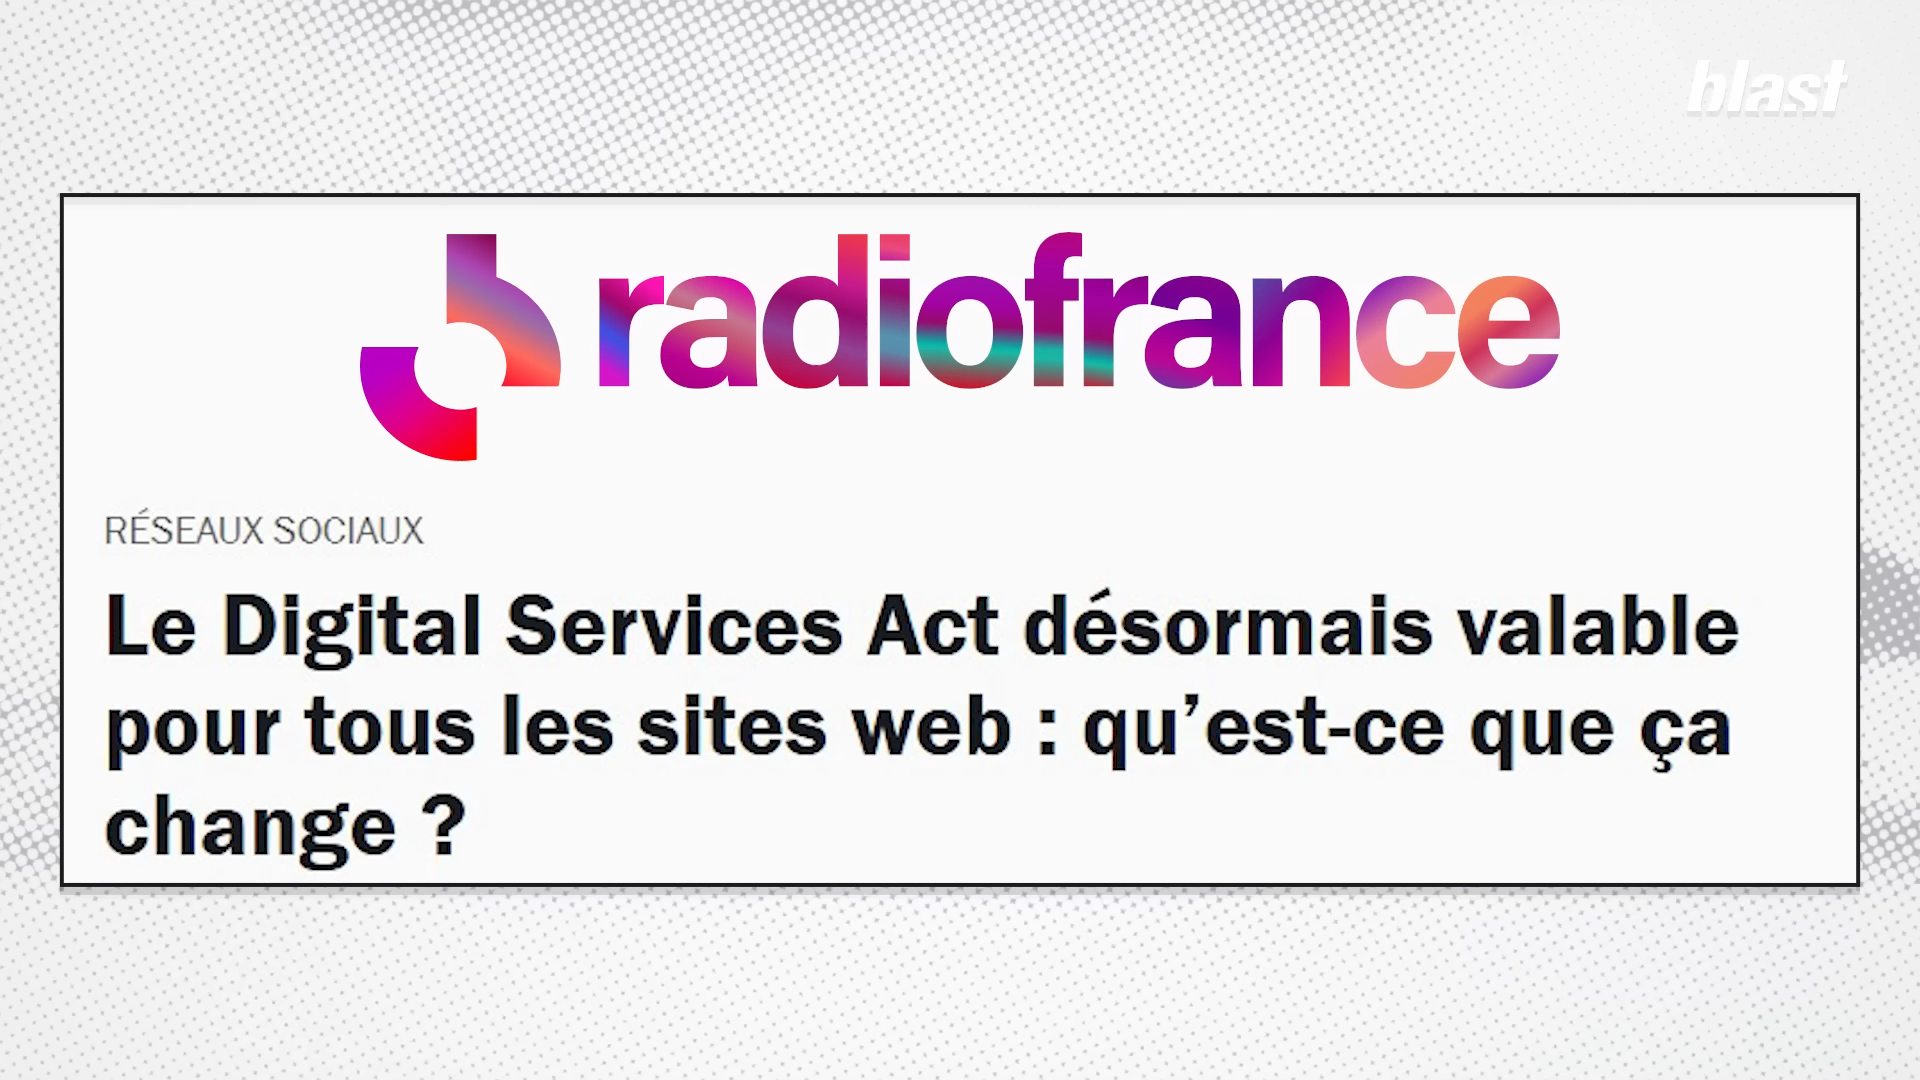 blast
radiofrance
RÉSEAUX SOCIAUX
Le Digital Services Act désormais valable
pour tous les sites web : qu’est-ce que ça
change ?